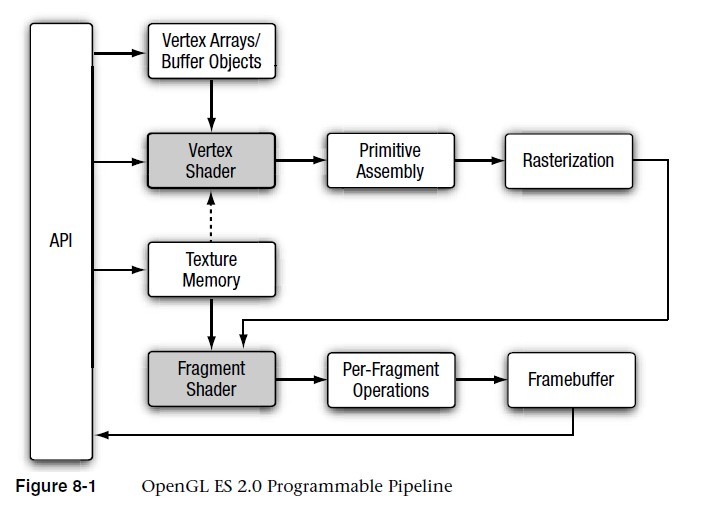 Vertex Arrays/
Buffer Objects
Vertex
Shader
Primitive
Assembly
Rasterization
API
Texture
Memory
Fragment
Shader
Per-Fragment
Operations
Framebuffer
Figure 8-1 OpenGL ES 2.0 Programmable Pipeline